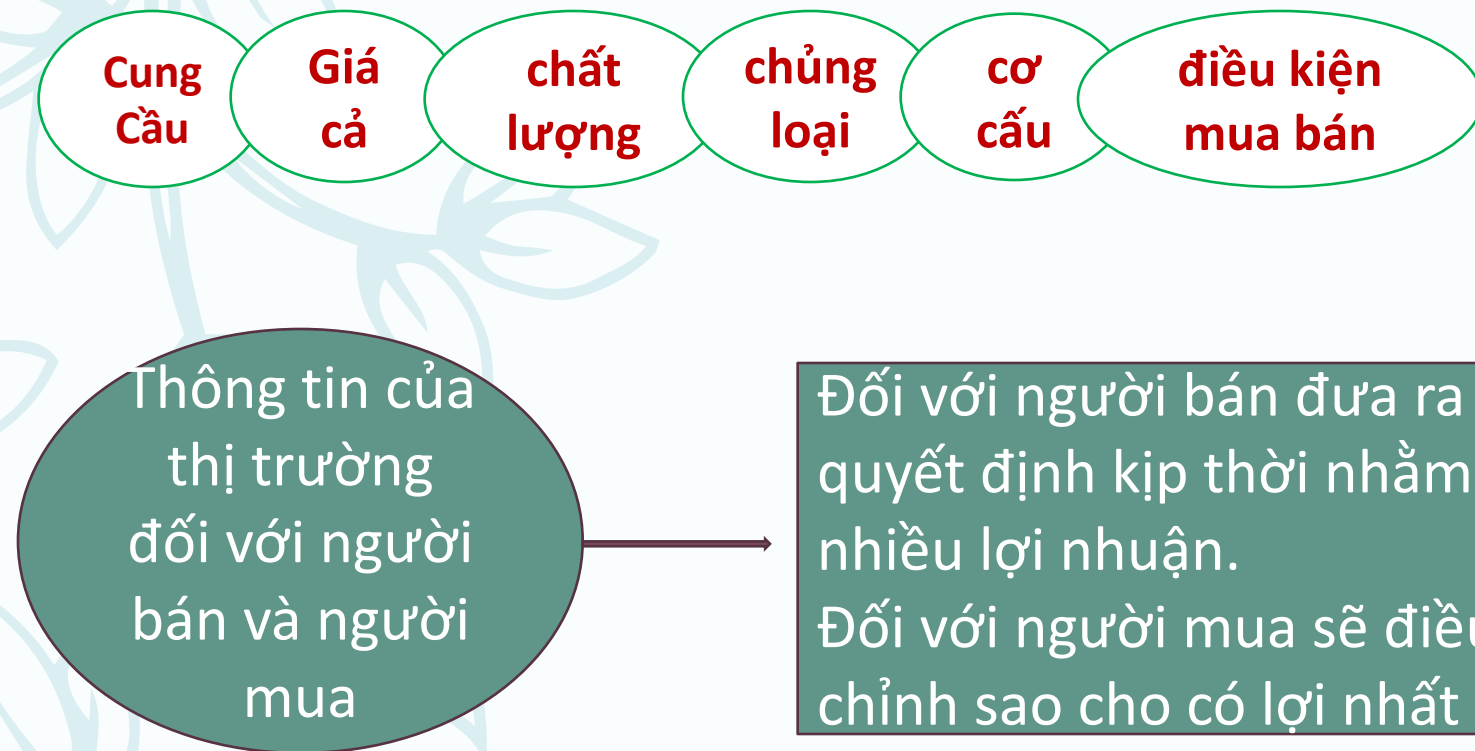 Cung
Cầu
Giá
cả
chất
lượng
chủng
loại
cơ
cấu
điều kiện
mua bán
Thông tin của
thị trường
đối với người
bán và người
mua
Đối với người bán đưa ra
quyết định kịp thời nhằm
nhiều lợi nhuận.
Đối với người mua sẽ điều
chỉnh sao cho có lợi nhất